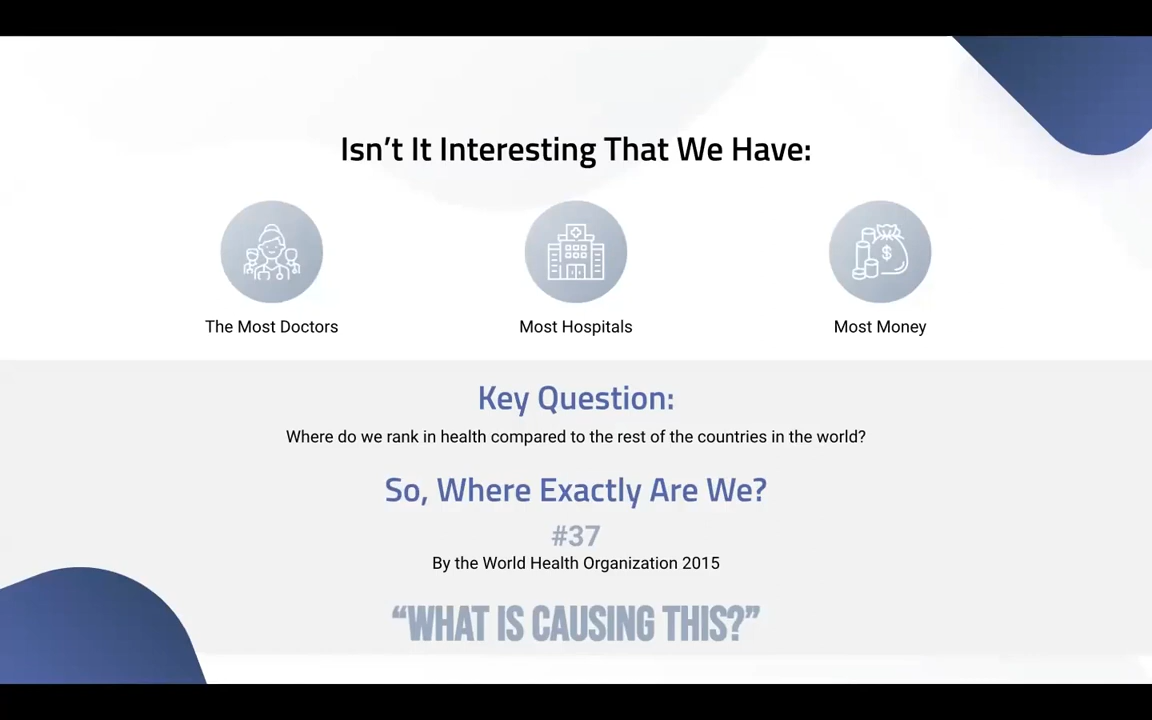 Isn’t It Interesting That We Have:
The Most Doctors
Most Hospitals
$
Most Money
Key Question:
Where do we rank in health compared to the rest of the countries in the world?
So, Where Exactly Are We?
#37
By the World Health Organization 2015
“WHAT IS CAUSING THIS?”